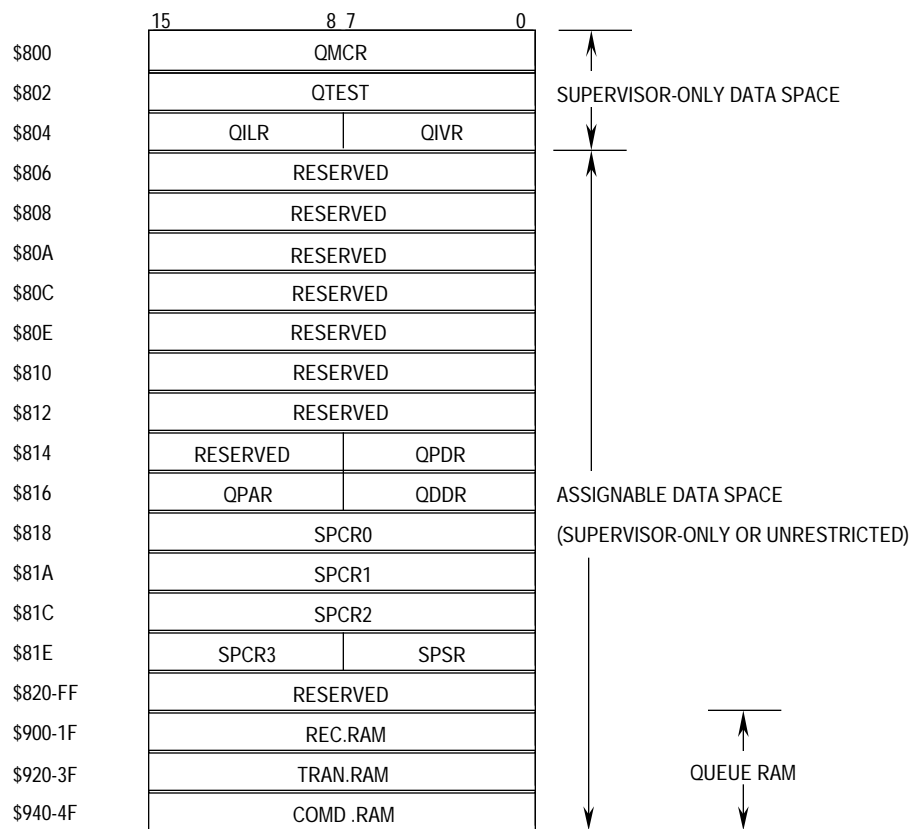 15 8 7 0
$800 QMCR
$802 QTEST SUPERVISOR-ONLY DATA SPACE
$804 QILR QIVR
$806 RESERVED
$808 RESERVED
$80A RESERVED
$80C RESERVED
$80E RESERVED
$810 RESERVED
$812 RESERVED
$814 RESERVED QPDR
$816 QPAR QDDR ASSIGNABLE DATA SPACE
$818 SPCR0 (SUPERVISOR-ONLY OR UNRESTRICTED)
$81A SPCR1
$81C SPCR2
$81E SPCR3 SPSR
$820-FF RESERVED
$900-1F REC.RAM
$920-3F TRAN.RAM QUEUE RAM
$940-4F COMD .RAM